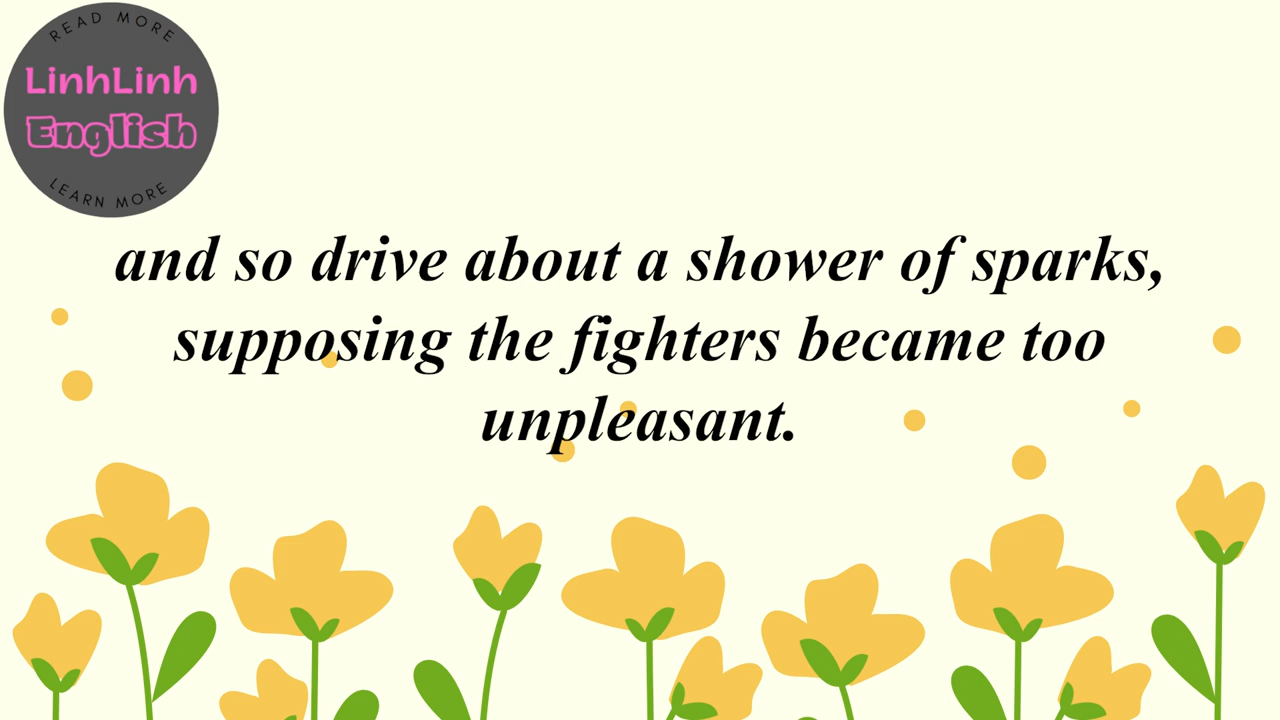 READ MORE
LinhLinh
English
LEARN MORE
and so drive about a shower of sparks,
supposing the fighters became too
unpleasant.